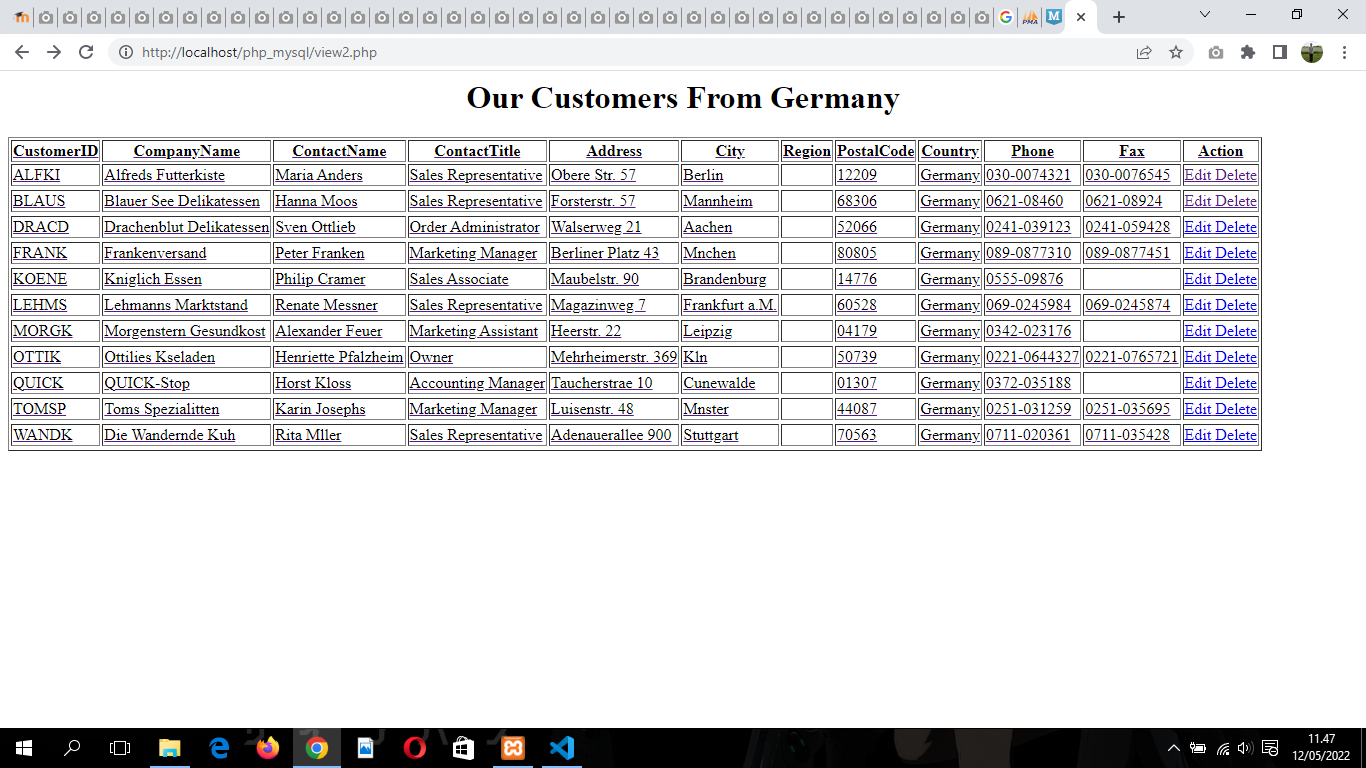 http://localhost/php_mysql/view2.php
Our Customers From Germany
CustomerID CompanyName ContactName ContactTitle Address City Region PostalCode Country Phone Fax Action
ALFKI Alfreds Futterkiste Maria Anders Sales Representative Obere Str. 57 Berlin 12209 Germany 030-0074321 030-0076545 Edit Delete
BLAUS Blauer See Delikatessen Hanna Moos Sales Representative Forsterstr. 57 Mannheim 68306 Germany 0621-08460 0621-08924 Edit Delete
DRACD Drachenblut Delikatessen Sven Ottlieb Order Administrator Walserweg 21 Aachen 52066 Germany 0241-039123 0241-059428 Edit Delete
FRANK Frankenversand Peter Franken Marketing Manager Berliner Platz 43 Mnchen 80805 Germany 089-0877310 089-0877451 Edit Delete
KOENE Kniglich Essen Philip Cramer Sales Associate Maubelstr. 90 Brandenburg 14776 Germany 0555-09876 Edit Delete
LEHMS Lehmanns Marktstand Renate Messner Sales Representative Magazinweg 7 Frankfurt a.M. 60528 Germany 069-0245984 069-0245874 Edit Delete
MORGK Morgenstern Gesundkost Alexander Feuer Marketing Assistant Heerstr. 22 Leipzig 04179 Germany 0342-023176 Edit Delete
OTTIK Ottilies Kseladen Henriette Pfalzheim Owner Mehrheimerstr. 369 Kln 50739 Germany 0221-0644327 0221-0765721 Edit Delete
QUICK QUICK-Stop Horst Kloss Accounting Manager Taucherstrae 10 Cunewalde 01307 Germany 0372-035188 Edit Delete
TOMSP Toms Spezialitten Karin Josephs Marketing Manager Luisenstr. 48 Mnster 44087 Germany 0251-031259 0251-035695 Edit Delete
WANDK Die Wandernde Kuh Rita Mller Sales Representative Adenauerallee 900 Stuttgart 70563 Germany 0711-020361 0711-035428 Edit Delete
11.47
12/05/2022